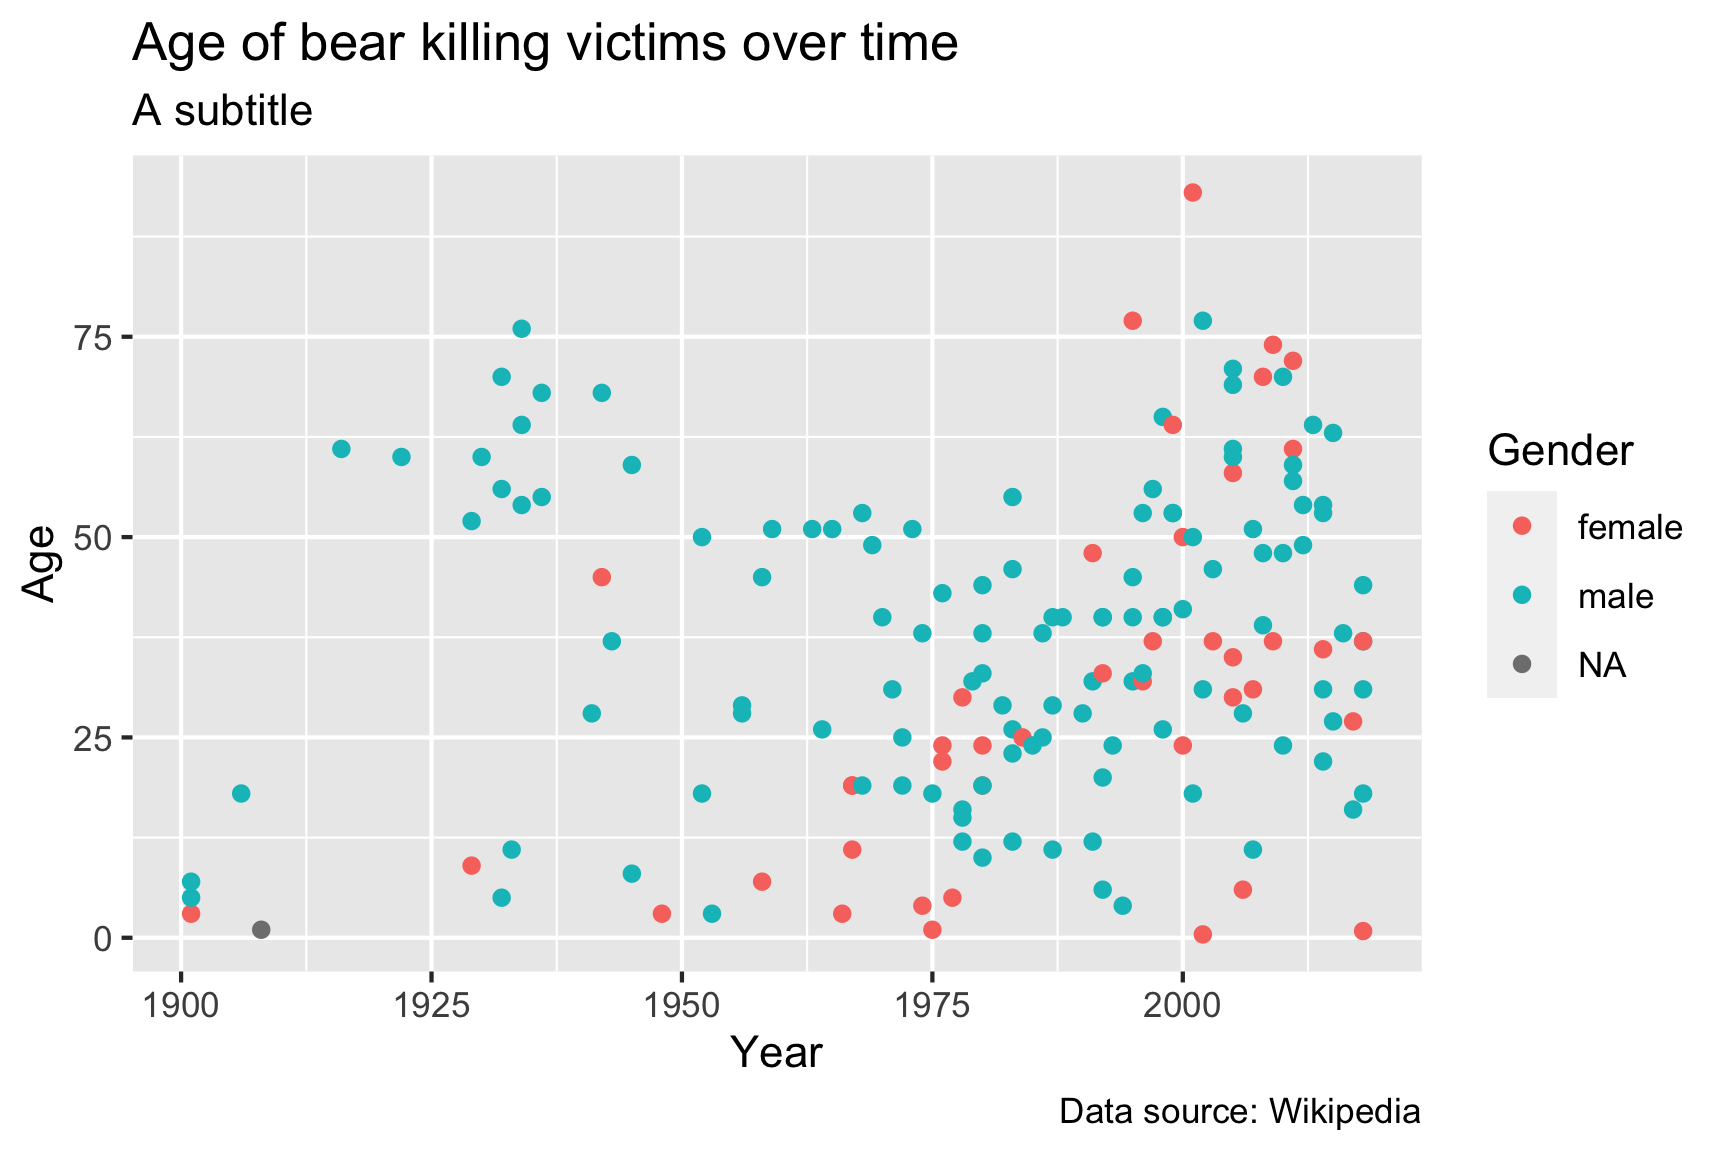 Age of bear killing victims over time
A subtitle
Age
75
50
25
0
1900 1925 1950 1975 2000
Year
Gender
female
male
NA
Data source: Wikipedia